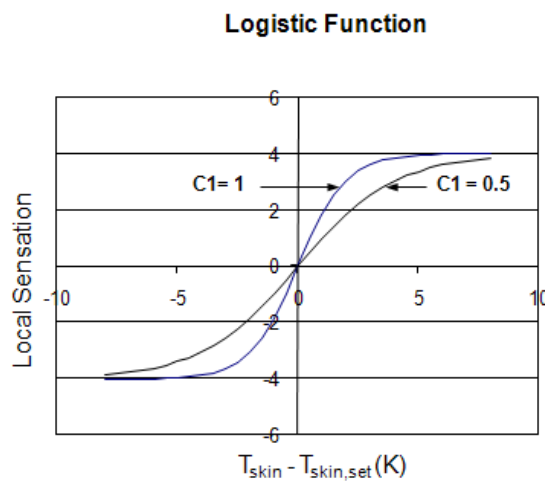 Logistic Function
6
4
C1= 1
C1 = 0.5
2
0
-10
-5
0
5
10
-2
-4
-6
Local Sensation
Tskin - Tskin,set (K)